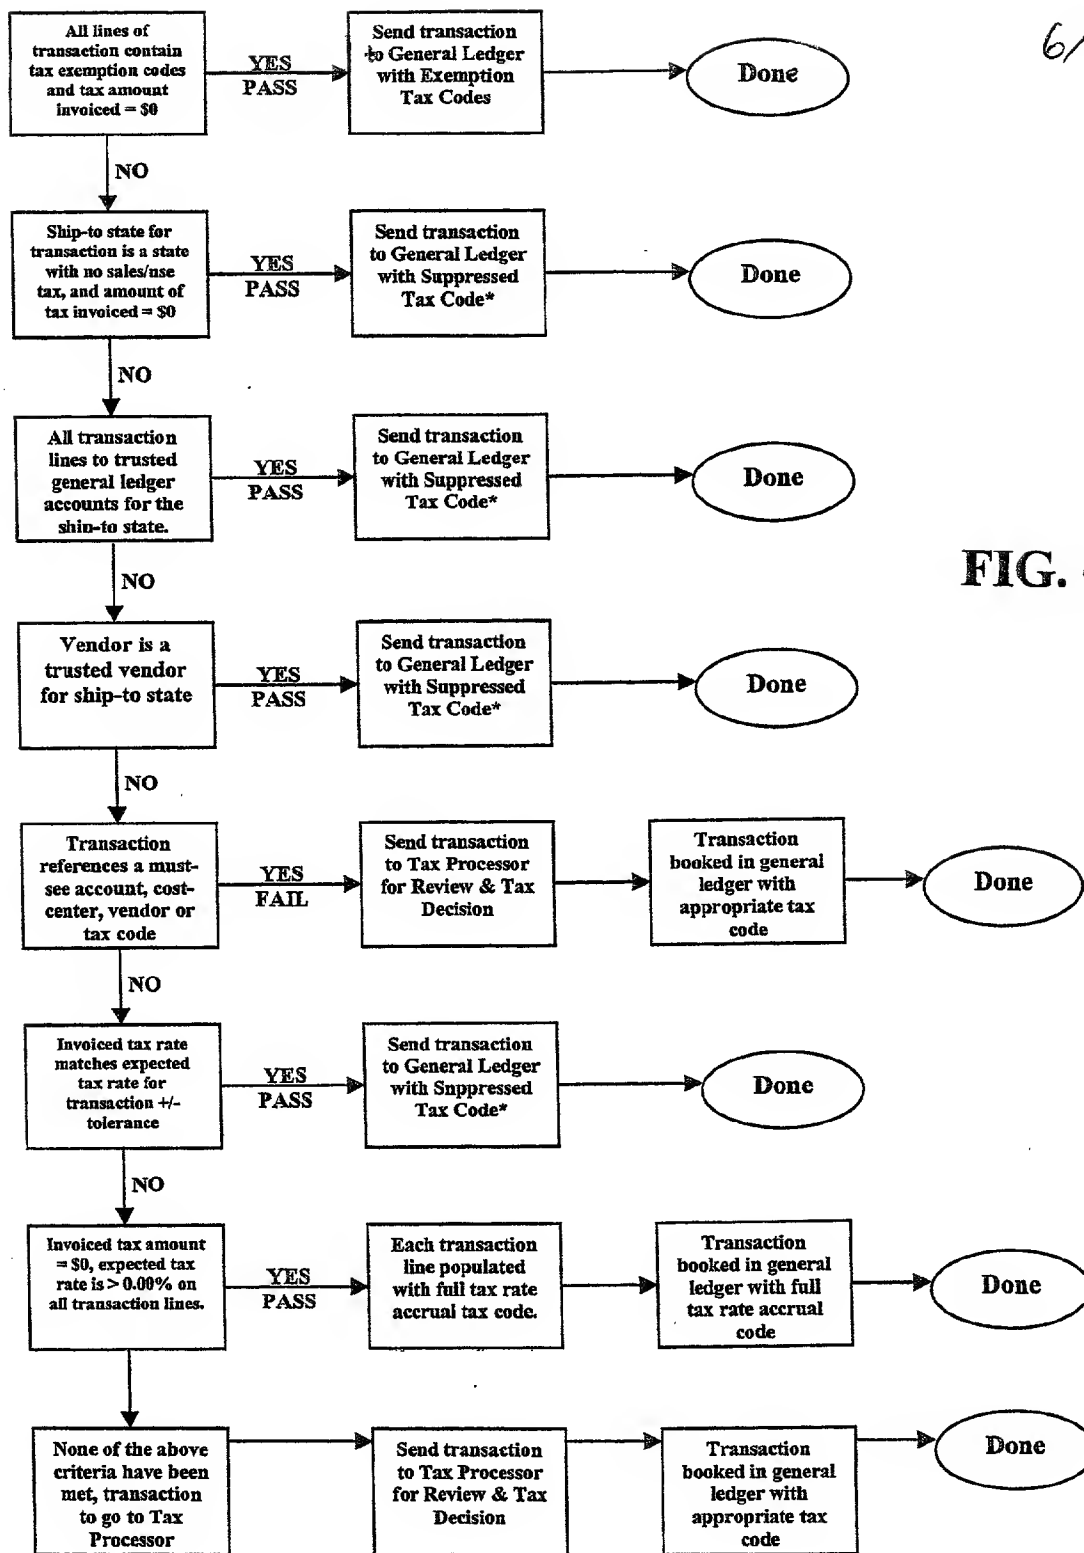 All lines of
transaction contain
tax exemption codes
and tax amount
invoiced = $0
YES
PASS
Send transaction
to General Ledger
with Exemption
Tax Codes
Done
6/
NO
Ship-to state for
transaction is a state
with no sales/nse
tax, and amount of
tax invoiced = $0
YES
PASS
Send transaction
to General Ledger
with Suppressed
Tax Code*
Done
NO
All transaction
lines to trusted
general ledger
accounts for the
ship-to state.
YES
PASS
Send transaction
to General Ledger
with Suppressed
Tax Code*
Done
FIG.
NO
Vendor is a
trusted vendor
for ship-to state
YES
PASS
Send transaction
to General Ledger
with Suppressed
Tax Code*
Done
NO
Transaction
references a must-
see account, cost-
center, vendor or
tax code
YES
FAIL
Send transaction
to Tax Processor
for Review & Tax
Decision
Transaction
booked in general
ledger with
appropriate tax
code
Done
NO
Invoiced tax rate
matches expected
tax rate for
transaction +/-
tolerance
YES
PASS
Send transaction
to General Ledger
with Snppressed
Tax Code*
Done
NO
Invoiced tax amount
= $0, expected tax
rate is > 0.00% on
all transaction lines.
YES
PASS
Each transaction
line populated
with full tax rate
accrual tax code.
Transaction
booked in general
ledger with full
tax rate accrual
code
Done
None of the above
criteria have been
met, transaction
to go to Tax
Processor
Send transaction
to Tax Processor
for Review & Tax
Decision
Transaction
booked in general
ledger with
appropriate tax
code
Done